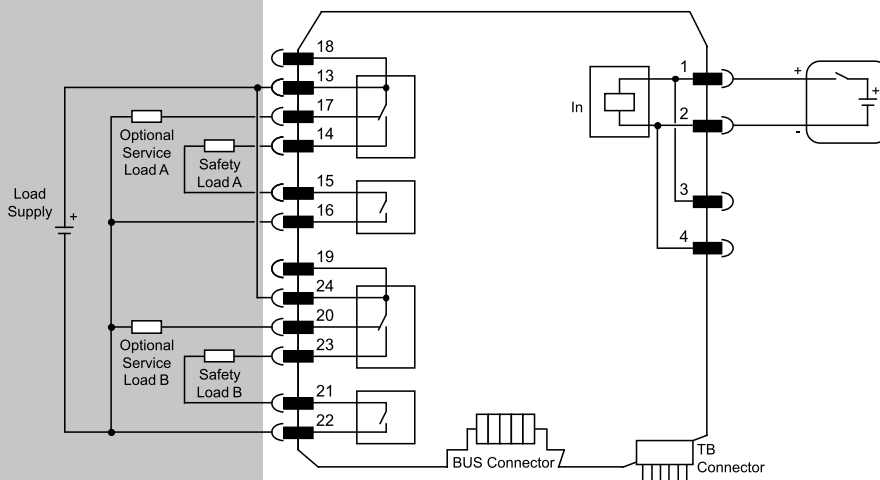 18
13
17
14
Optional
Service
Load A
Safety
Load A
15
16
Load
Supply
+
19
24
20
23
Optional
Service
Load B
Safety
Load B
21
22
In
1
2
3
4
+
-
+
BUS Connector
TB
Connector